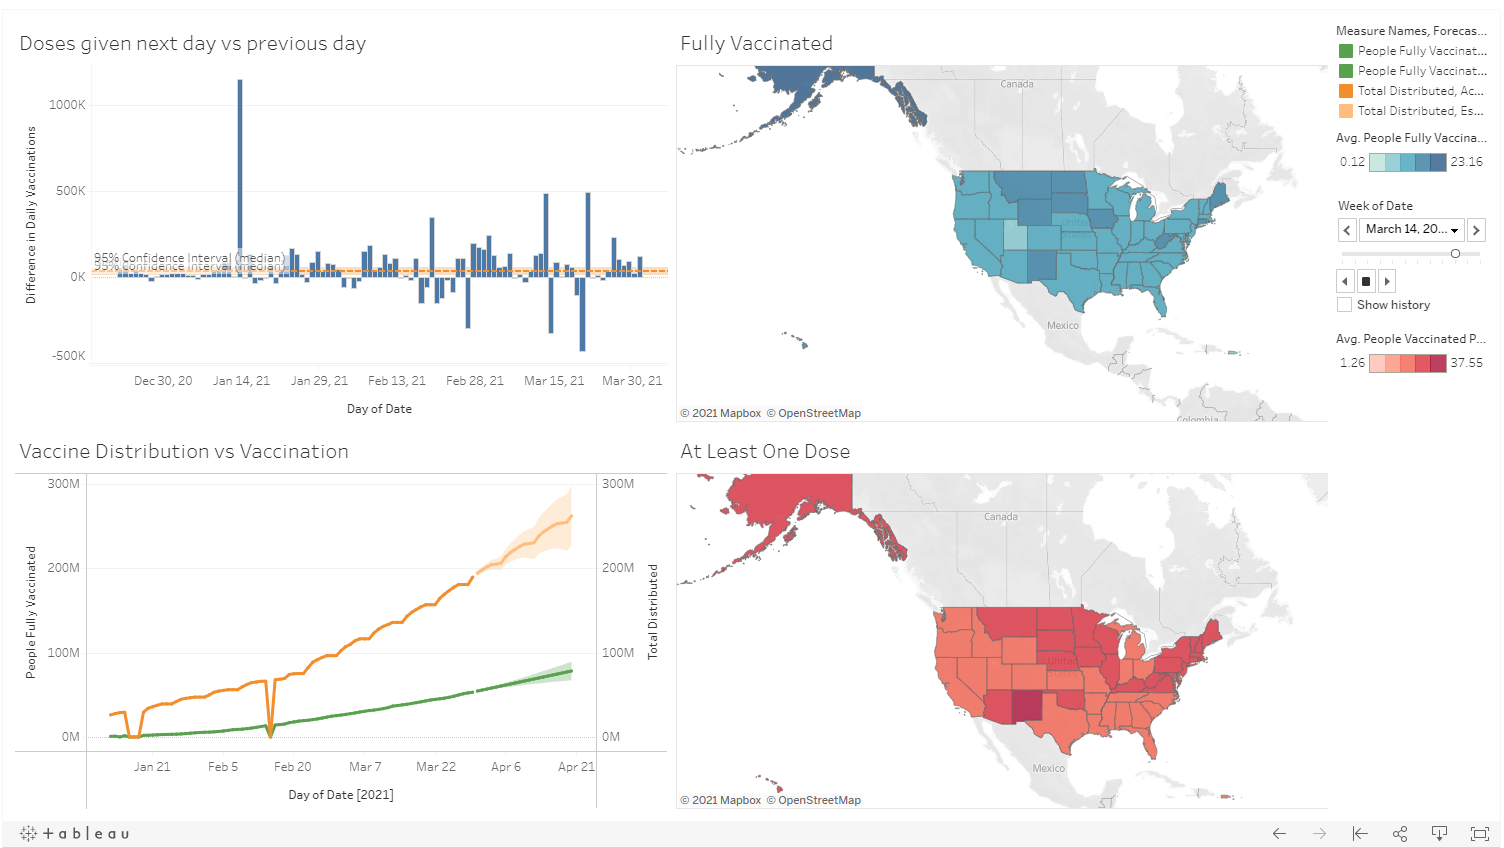 Doses given next day vs previous day
Difference in Daily Vaccinations
1000K
500K
0K
-500K
95% Confidence Interval (median)
95% Confidence Interval (median)
Dec 30, 20
Jan 14, 21
Jan 29, 21
Feb 13, 21
Feb 28, 21
Mar 15, 21
Mar 30, 21
Day of Date
Fully Vaccinated
Canada
United
States
Mexico
Colombia
© 2021 Mapbox © OpenStreetMap
Measure Names, Forecas...
People Fully Vaccinat...
People Fully Vaccinat...
Total Distributed, Ac...
Total Distributed, Es...
Avg. People Fully Vaccina...
0.12
23.16
Week of Date
March 14, 20...
Show history
Avg. People Vaccinated P...
1.26
37.55
Vaccine Distribution vs Vaccination
People Fully Vaccinated
300M
200M
100M
0M
300M
200M
100M
0M
Total Distributed
Jan 21
Feb 5
Feb 20
Mar 7
Mar 22
Apr 6
Apr 21
Day of Date [2021]
At Least One Dose
Canada
United
States
Mexico
© 2021 Mapbox © OpenStreetMap
+ableau